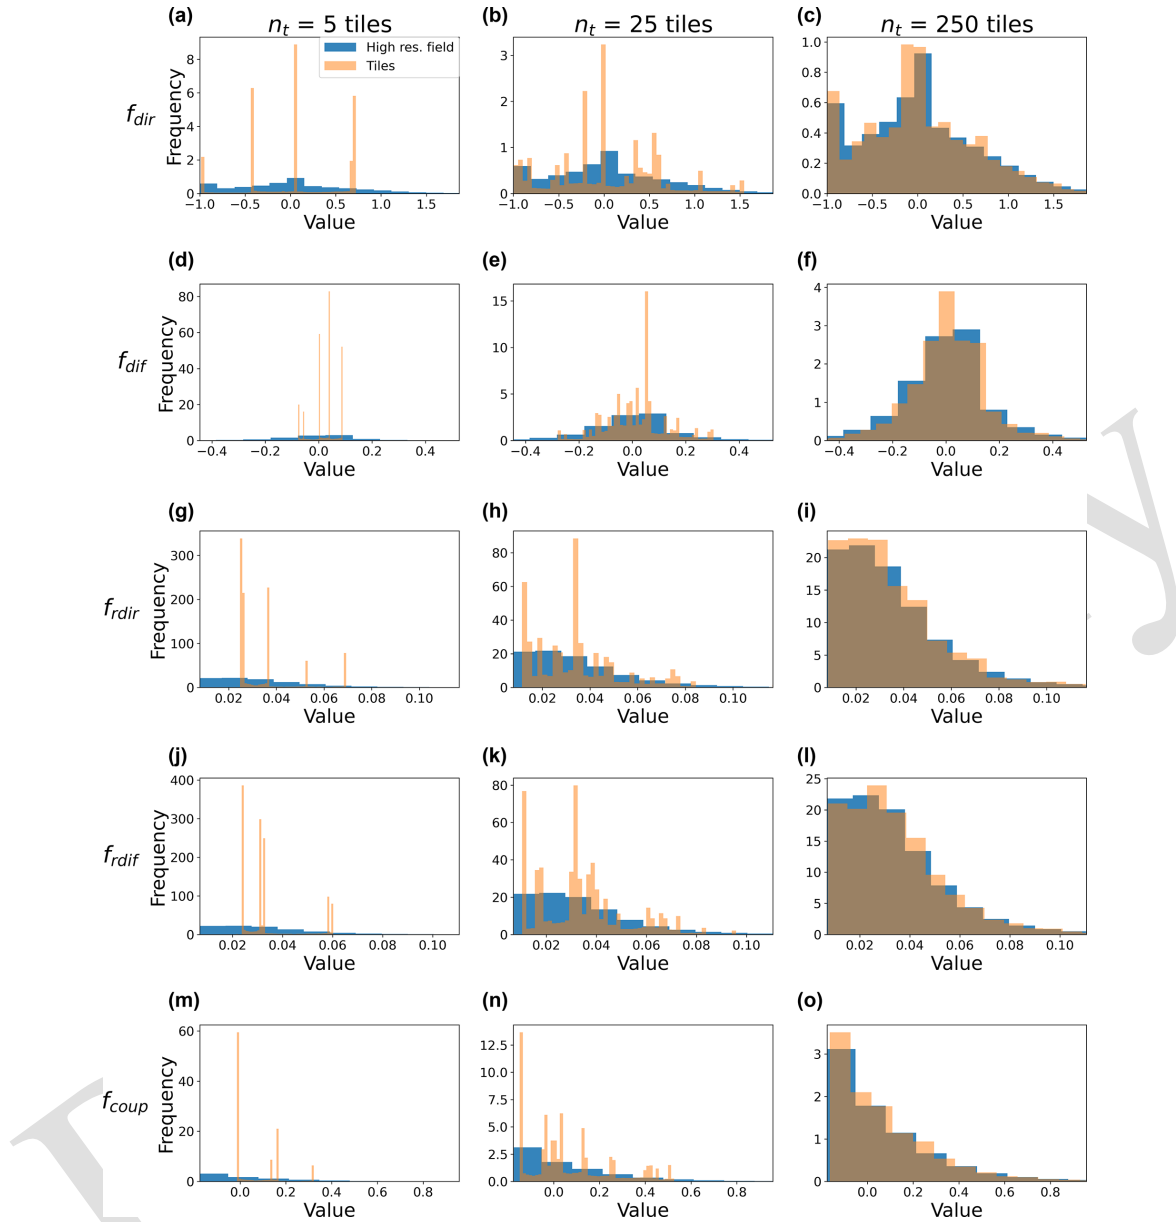 (a) (b) (c)
n_t = 5 tiles n_t = 25 tiles n_t = 250 tiles
High res. field
Tiles
f_dir
Frequency
8
6
4
2
0
−1.0 −0.5 0.0 0.5 1.0 1.5
Value
3
2
1
0
−1.0 −0.5 0.0 0.5 1.0 1.5
Value
1.0
0.8
0.6
0.4
0.2
0.0
−1.0 −0.5 0.0 0.5 1.0 1.5
Value
(d) (e) (f)
f_dif
Frequency
80
60
40
20
0
−0.4 −0.2 0.0 0.2 0.4
Value
15
10
5
0
−0.4 −0.2 0.0 0.2 0.4
Value
4
3
2
1
0
−0.4 −0.2 0.0 0.2 0.4
Value
(g) (h) (i)
f_rdir
Frequency
300
200
100
0
0.02 0.04 0.06 0.08 0.10
Value
80
60
40
20
0
0.02 0.04 0.06 0.08 0.10
Value
20
15
10
5
0
0.02 0.04 0.06 0.08 0.10
Value
(j) (k) (l)
f_rdif
Frequency
400
300
200
100
0
0.02 0.04 0.06 0.08 0.10
Value
80
60
40
20
0
0.02 0.04 0.06 0.08 0.10
Value
25
20
15
10
5
0
0.02 0.04 0.06 0.08 0.10
Value
(m) (n) (o)
f_coup
Frequency
60
40
20
0
0.0 0.2 0.4 0.6 0.8
Value
12.5
10.0
7.5
5.0
2.5
0.0
0.0 0.2 0.4 0.6 0.8
Value
3
2
1
0
0.0 0.2 0.4 0.6 0.8
Value
y